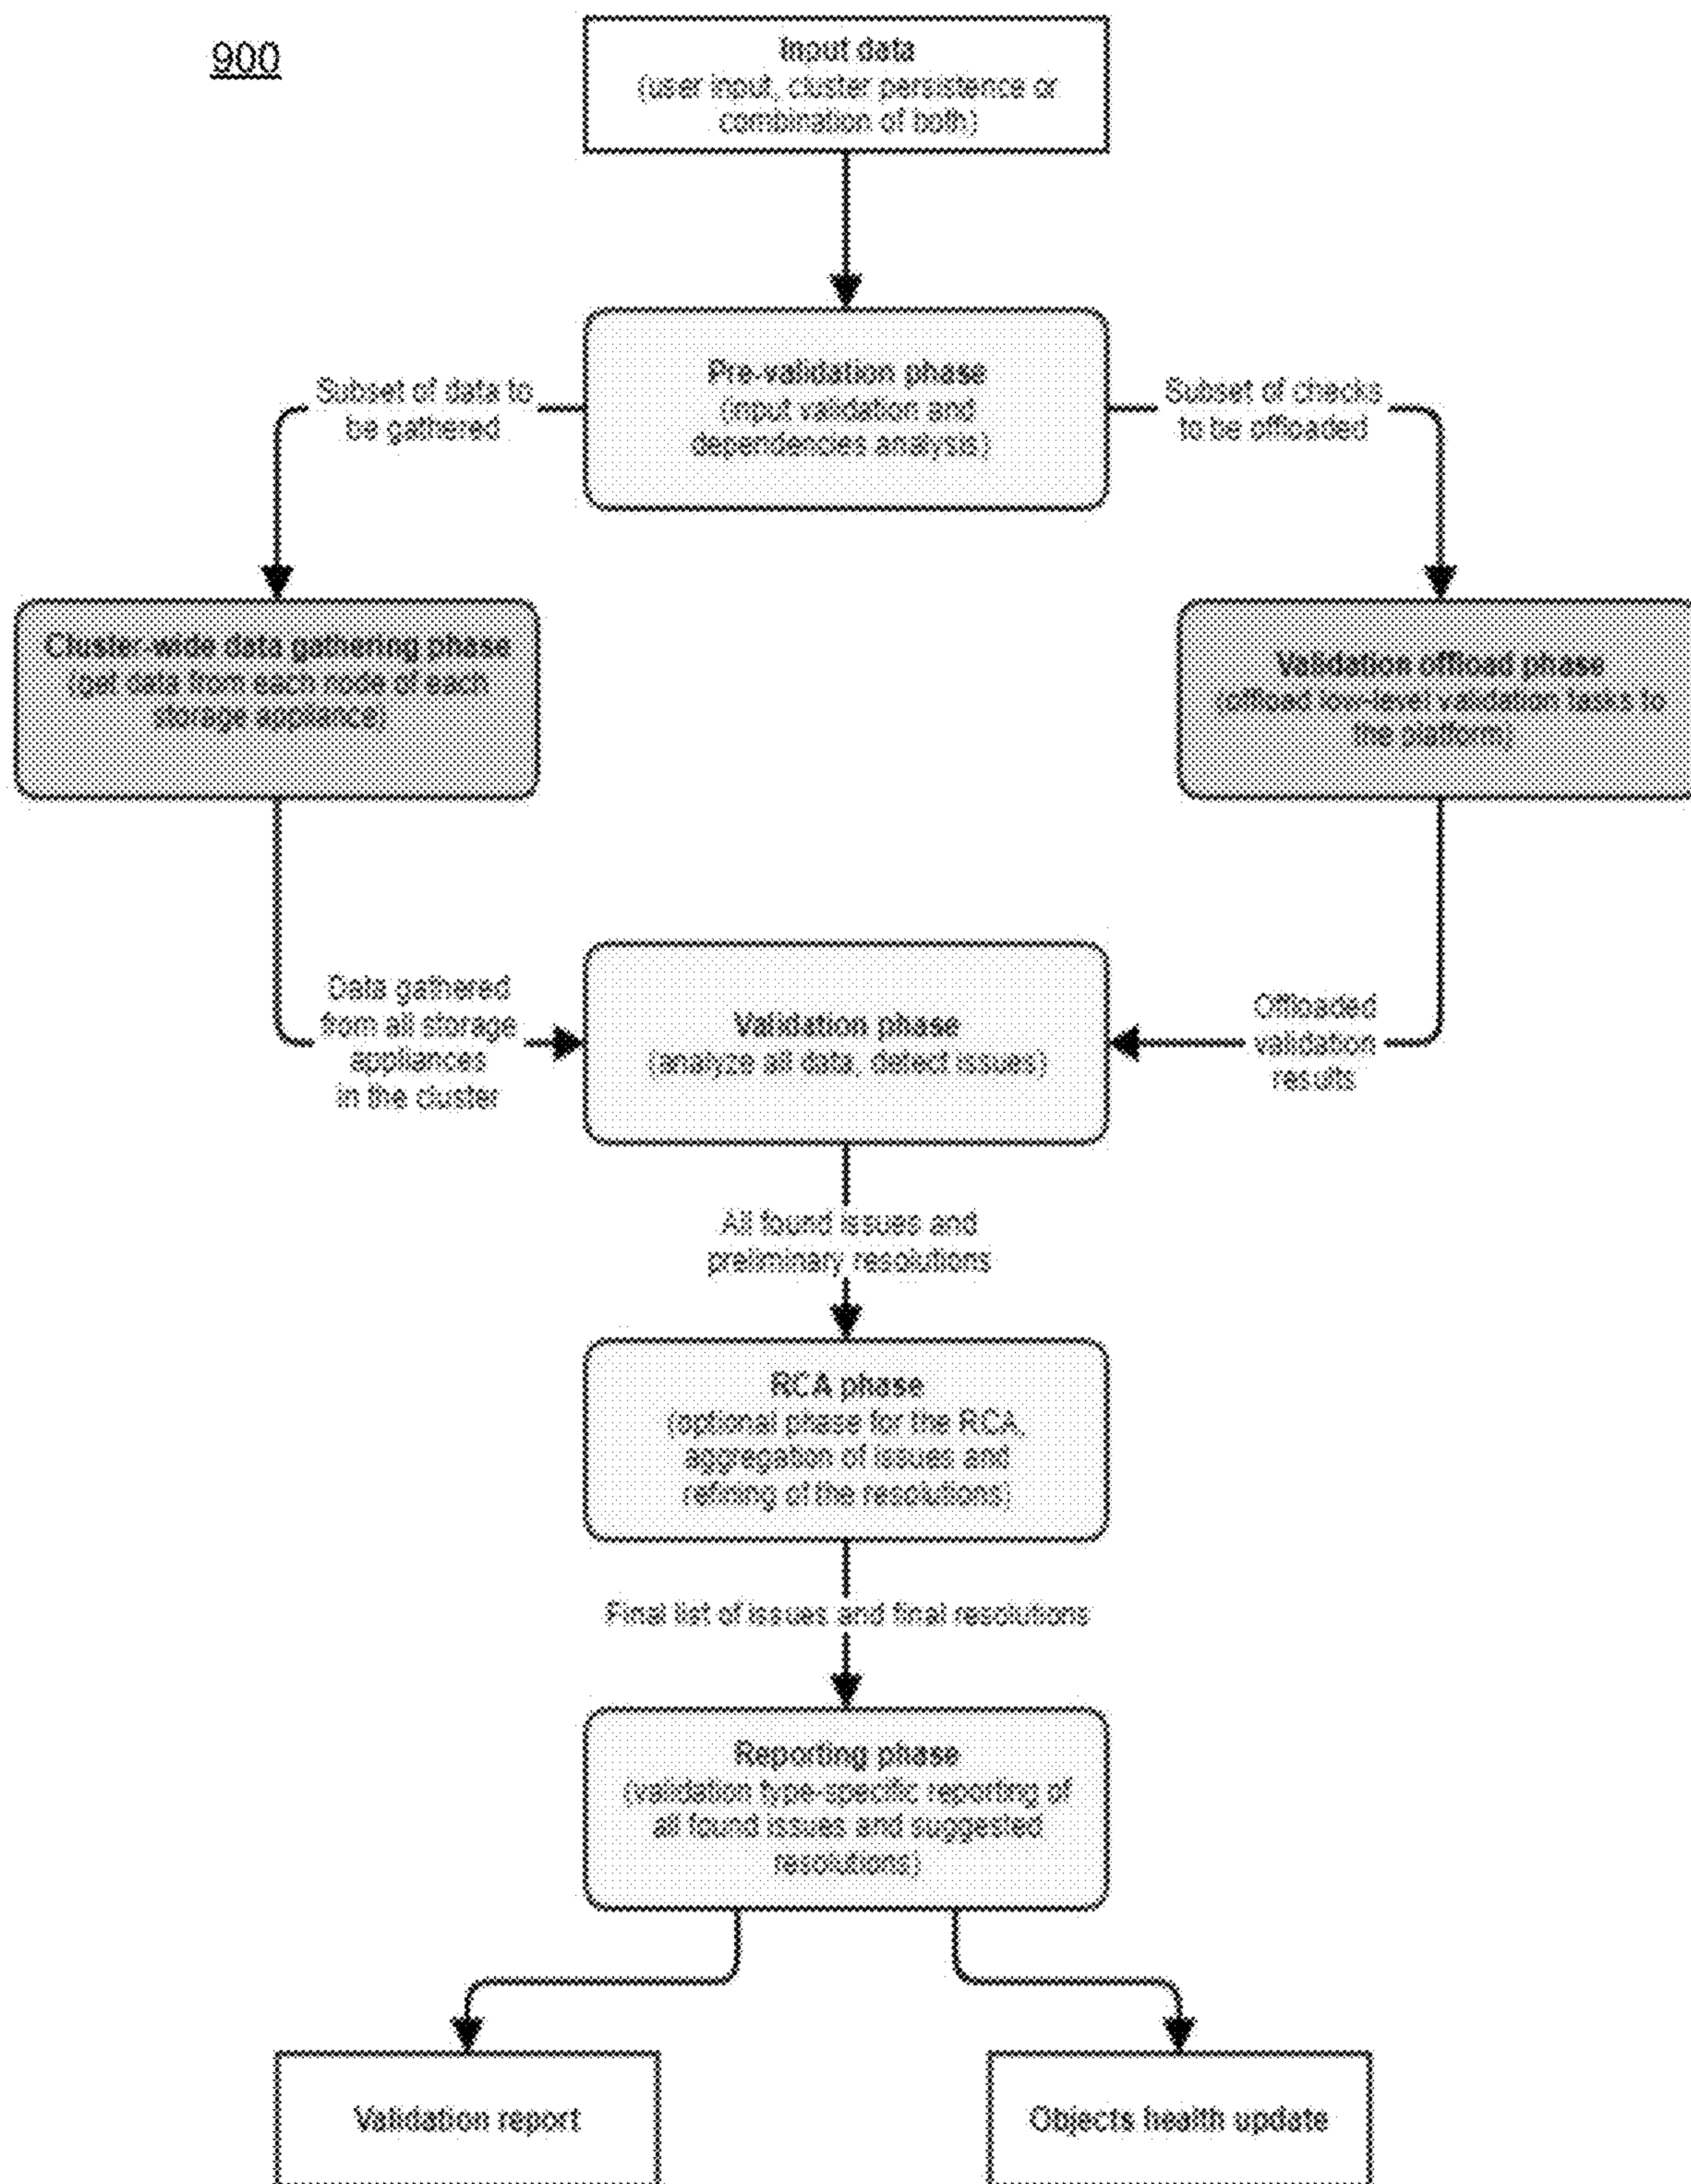 900
Input data
(user input, cluster persistence or
combination of both)
Pre-validation phase
(input validation and
dependencies analysis)
Subset of data to
be gathered
Subset of checks
to be offloaded
Cluster-wide data gathering phase
(get data from each node of each
storage appliance)
Validation offload phase
(offload low-level validation tasks to
the platform)
Data gathered
from all storage
appliances
in the cluster
Validation phase
(analyze all data, detect issues)
Offloaded
validation
results
All found issues and
preliminary resolutions
RCA phase
(optional phase for the RCA,
aggregation of issues and
refining of the resolutions)
Final list of issues and final resolutions
Reporting phase
(validation type-specific reporting of
all found issues and suggested
resolutions)
Validation report
Objects health update